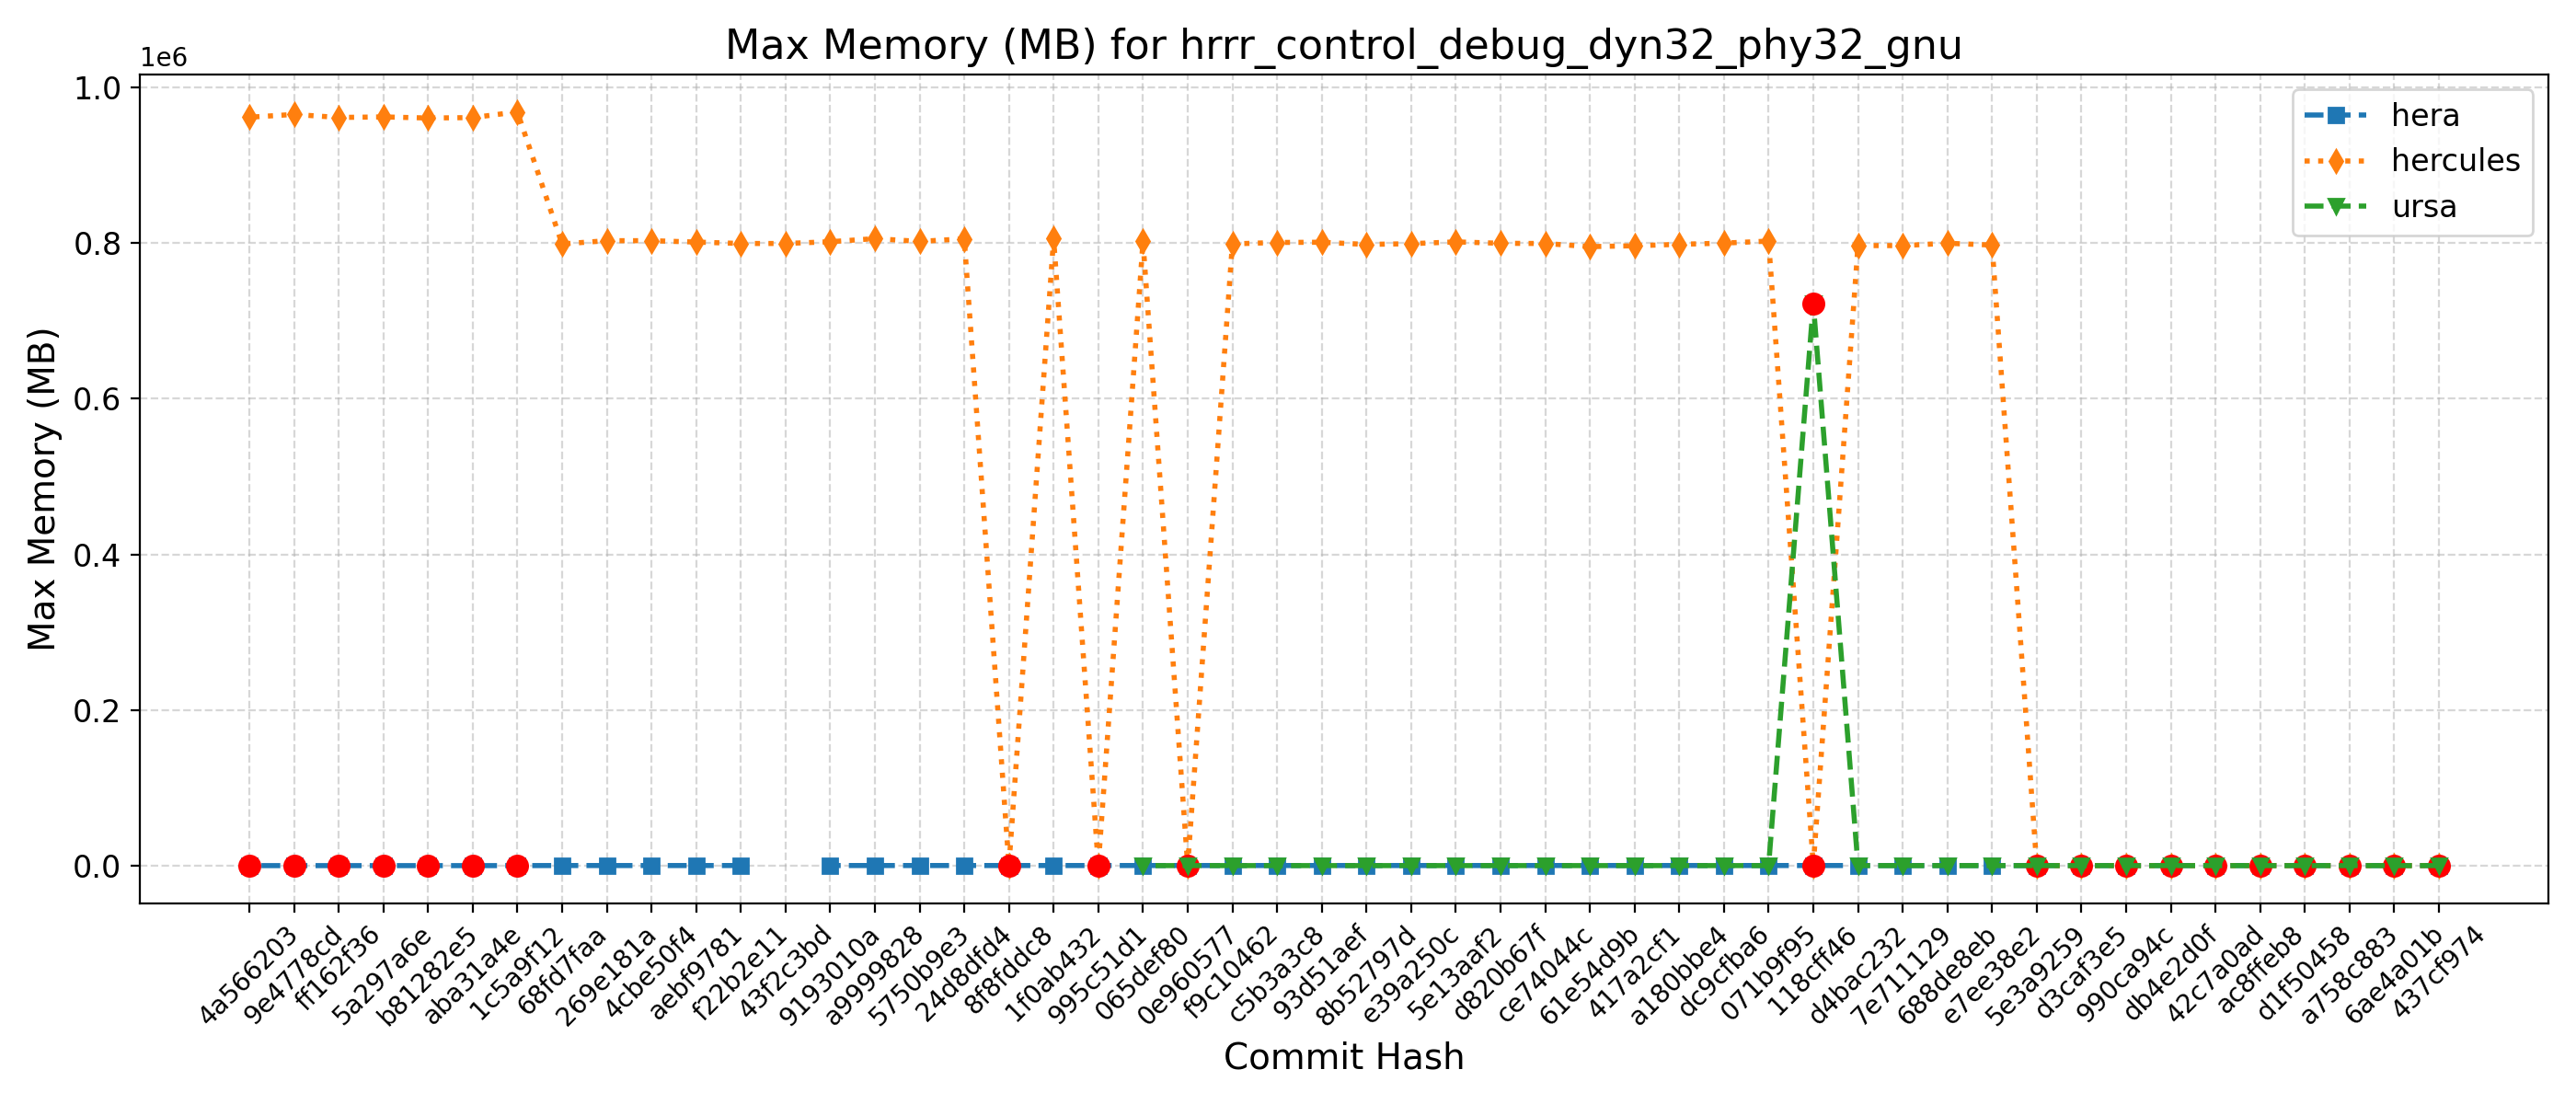 Max Memory (MB) for hrrr_control_debug_dyn32_phy32_gnu
1e6
1.0
0.8
0.6
0.4
0.2
0.0
Max Memory (MB)
hera
hercules
ursa
4a566203
9e4778cd
ff162f36
5a297a6e
b81282e5
aba31a4e
1c5a9f12
68fd7faa
269e181a
4cbe50f4
aebf9781
f22b2e11
43f2c3bd
9193010a
a9999828
5750b9e3
24d8dfd4
8f8fddc8
1f0ab432
995c51d1
065def80
0e960577
f9c10462
c5b3a3c8
93d51aef
8b52797d
e39a250c
5e13aaf2
d820b67f
ce74044c
61e54d9b
417a2cf1
a180bbe4
dc9cfba6
071b9f95
118cff46
d4bac232
7e711129
688de8eb
e7ee38e2
5e3a9259
d3caf3e5
990ca94c
db4e2d0f
42c7a0ad
ac8ffeb8
d1f50458
a758c883
6ae4a01b
437cf974
Commit Hash